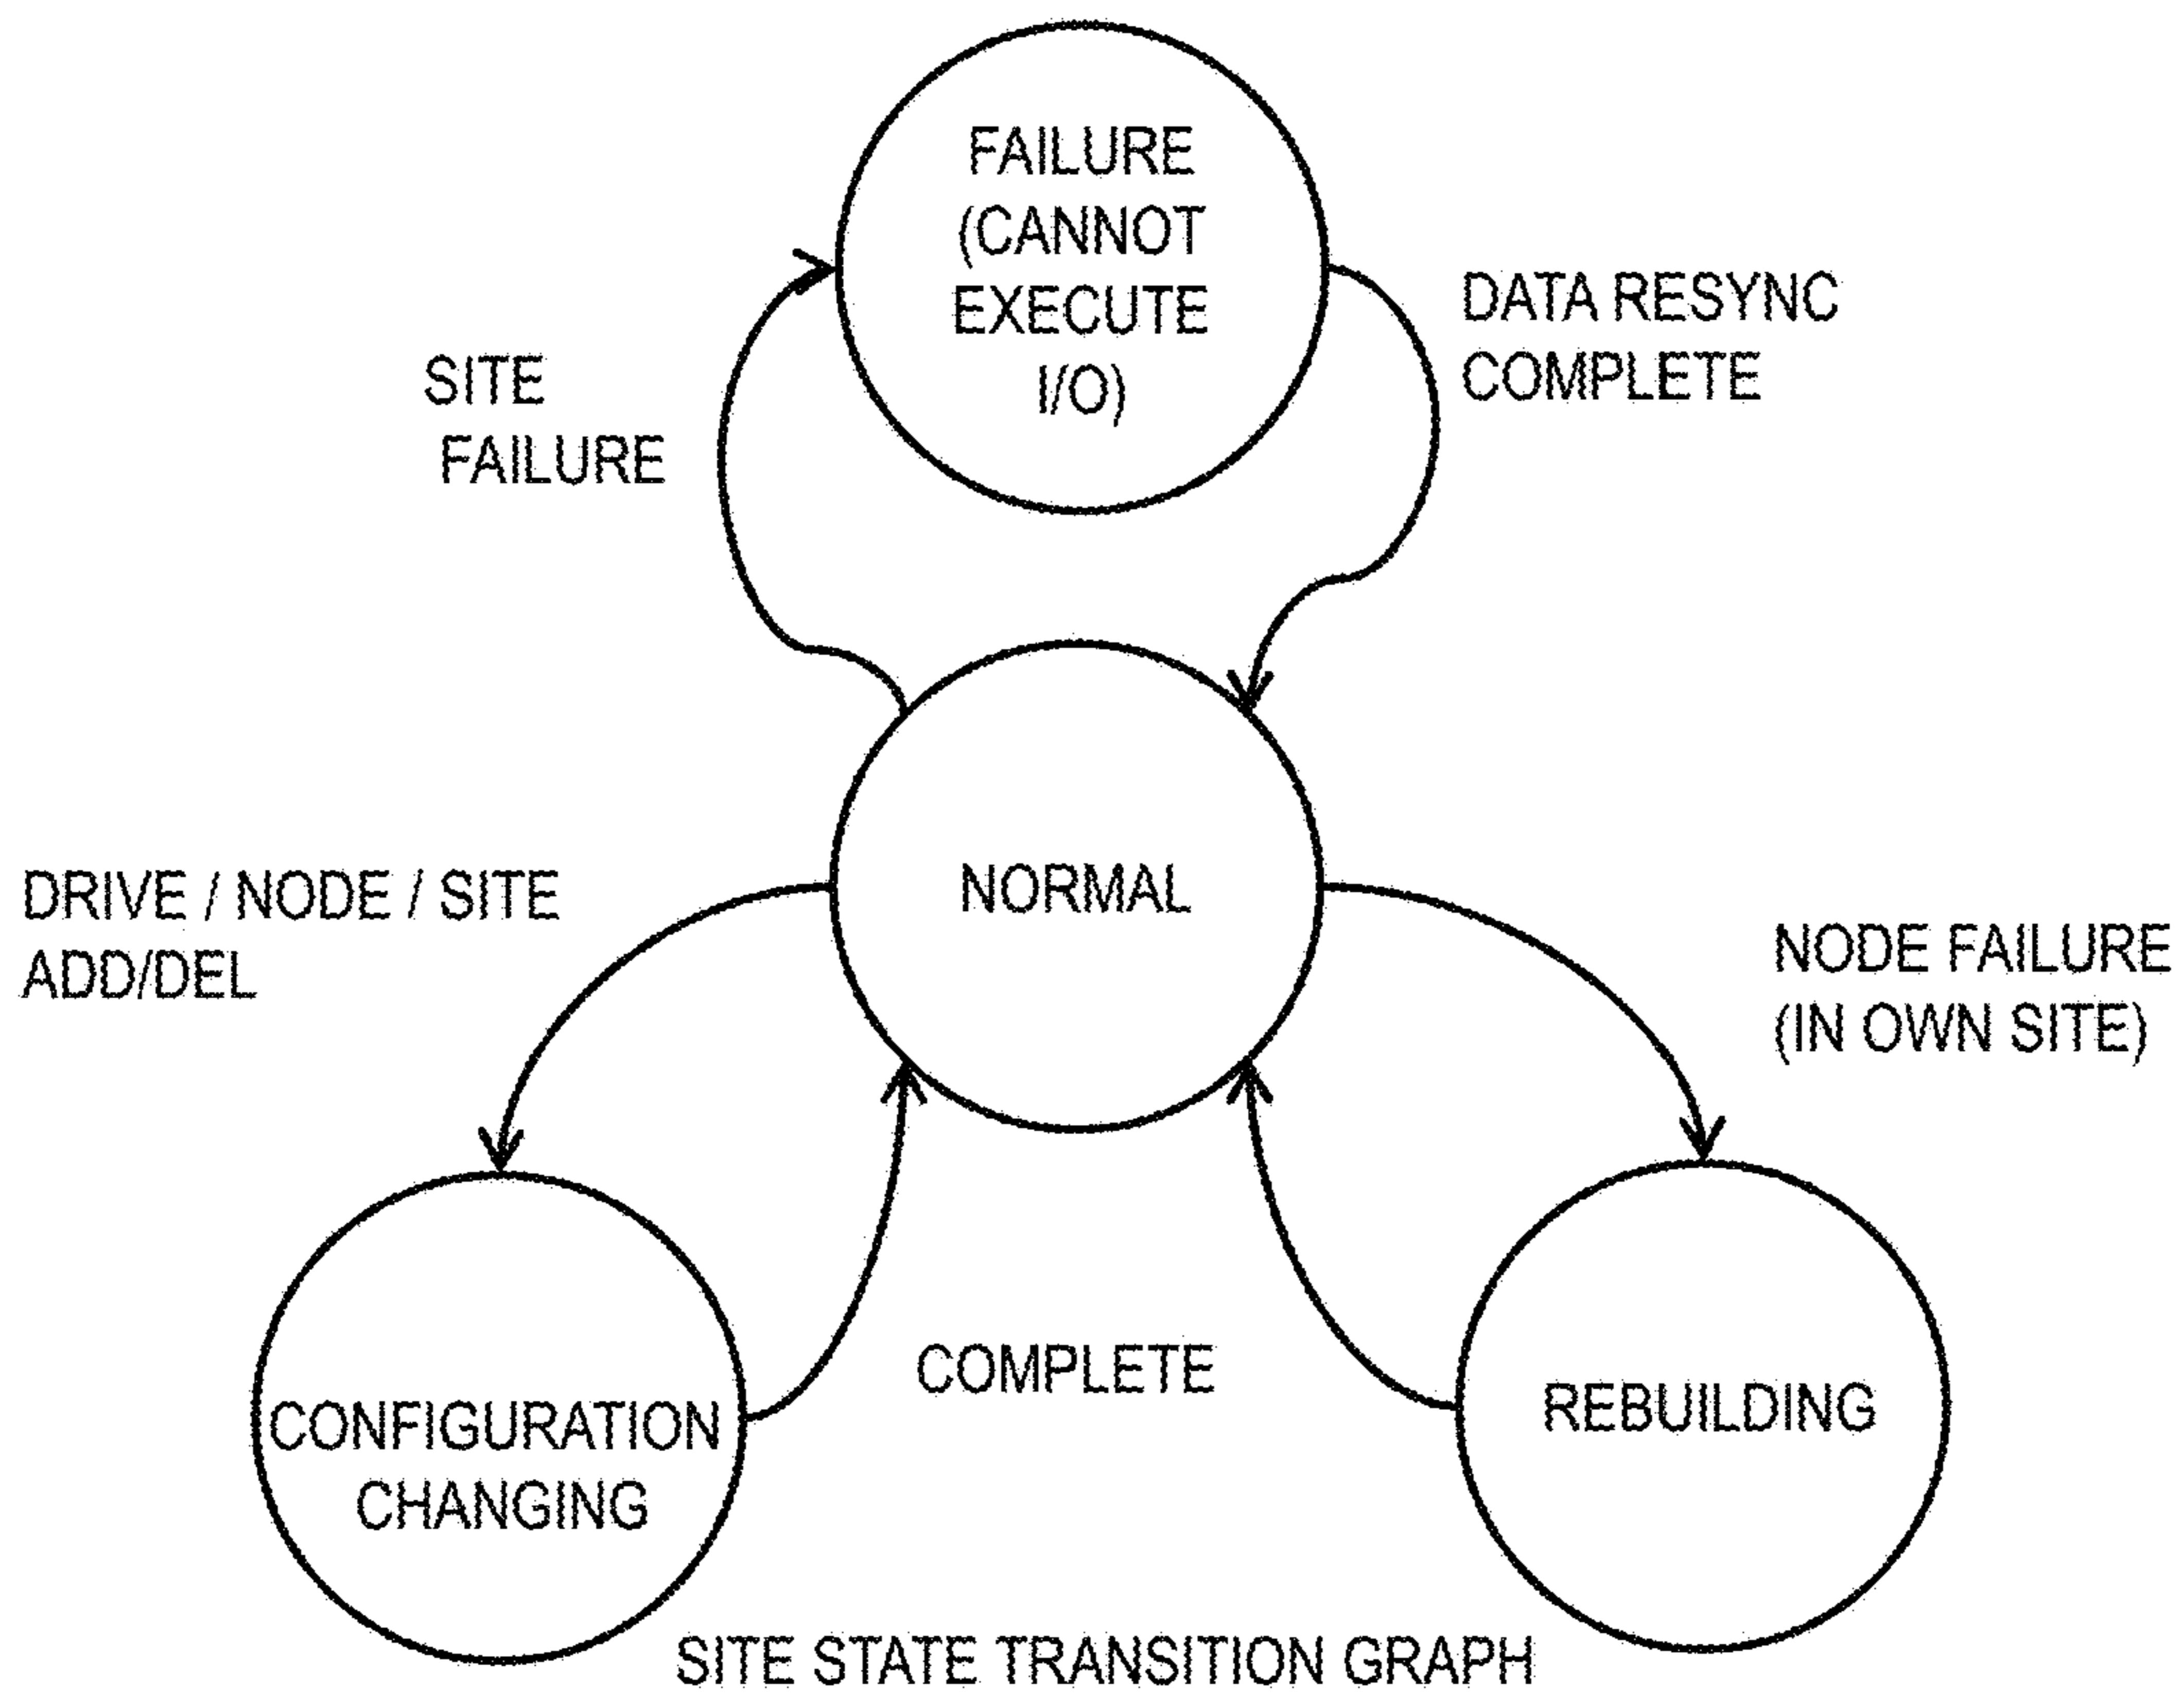 FAILURE
(CANNOT
EXECUTE
I/O)
DATA RESYNC
COMPLETE
SITE
FAILURE
NORMAL
DRIVE / NODE / SITE
ADD/DEL
NODE FAILURE
(IN OWN SITE)
COMPLETE
CONFIGURATION
CHANGING
REBUILDING
SITE STATE TRANSITION GRAPH